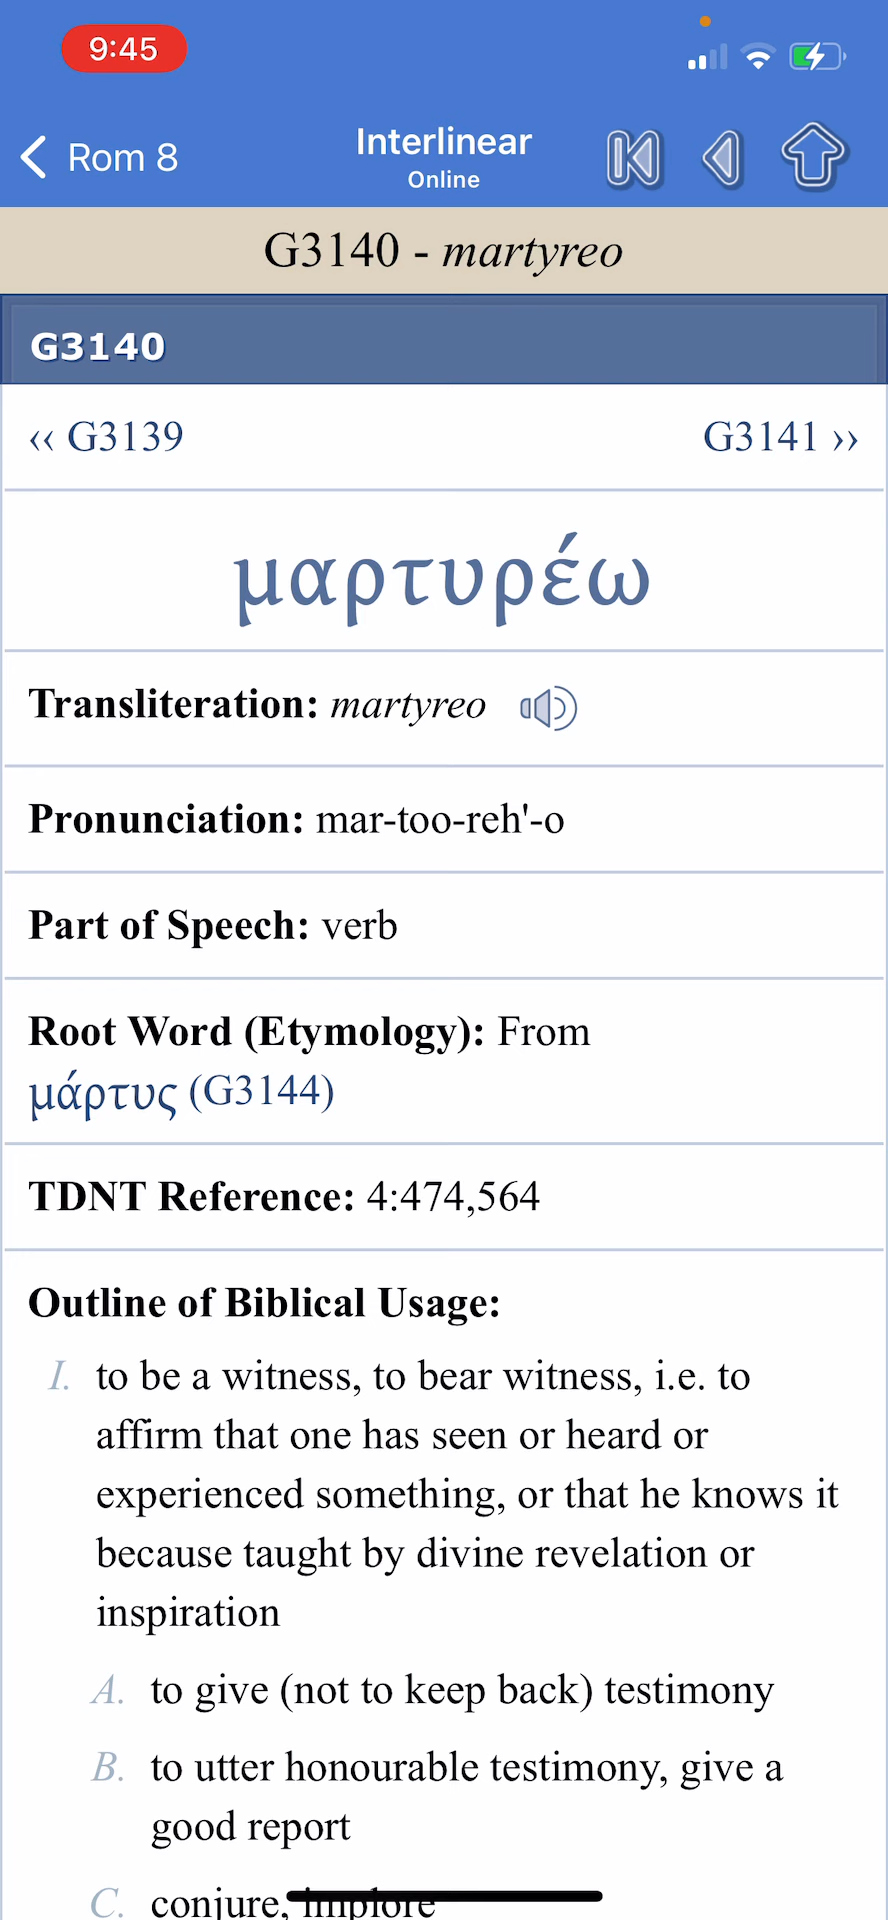 9:45
Rom 8
Interlinear
Online
G3140 - martyreo
G3140
‹‹ G3139
G3141 ››
μαρτυρέω
Transliteration: martyreo
Pronunciation: mar-too-reh'-o
Part of Speech: verb
Root Word (Etymology): From
μάρτυς (G3144)
TDNT Reference: 4:474,564
Outline of Biblical Usage:
I. to be a witness, to bear witness, i.e. to
affirm that one has seen or heard or
experienced something, or that he knows it
because taught by divine revelation or
inspiration
A. to give (not to keep back) testimony
B. to utter honourable testimony, give a
good report
C. conjure, implore